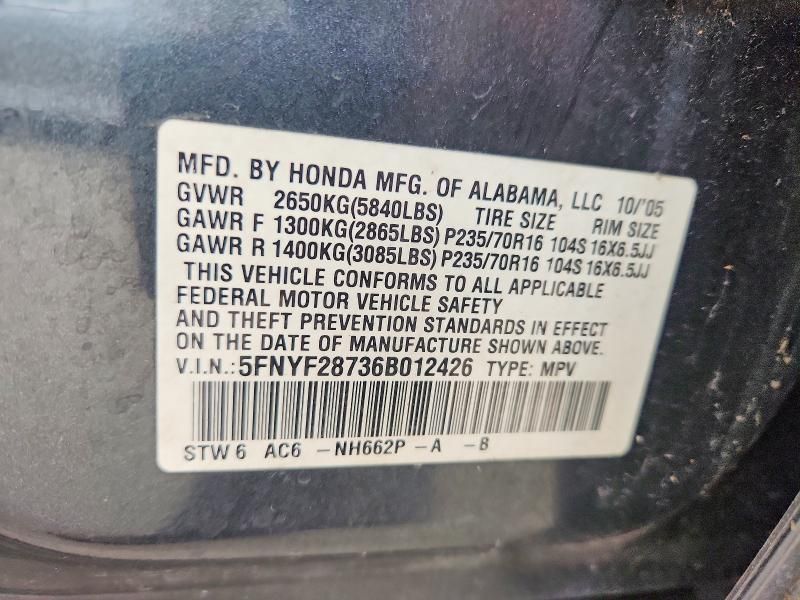 MFD. BY HONDA MFG. OF ALABAMA, LLC 10/'05
GVWR 2650KG(5840LBS) TIRE SIZE RIM SIZE
GAWR F 1300KG(2865LBS) P235/70R16 104S 16X6.5JJ
GAWR R 1400KG(3085LBS) P235/70R16 104S 16X6.5JJ
THIS VEHICLE CONFORMS TO ALL APPLICABLE
FEDERAL MOTOR VEHICLE SAFETY
AND THEFT PREVENTION STANDARDS IN EFFECT
ON THE DATE OF MANUFACTURE SHOWN ABOVE.
V.I.N.: 5FNYF28736B012426 TYPE: MPV
STW6 AC6 -NH662P -A -B